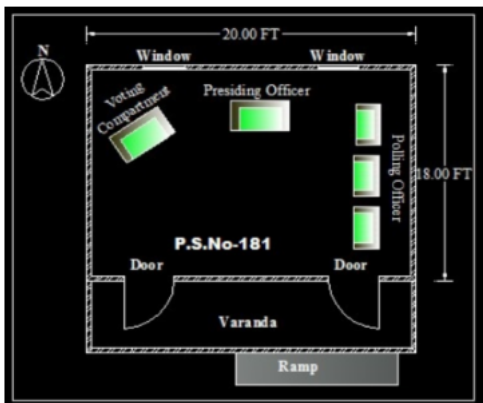 20.00 FT
N
Window
Window
Voting
Compartment
Presiding Officer
Polling Officer
18.00 FT
P.S.No-181
Door
Door
Varanda
Ramp